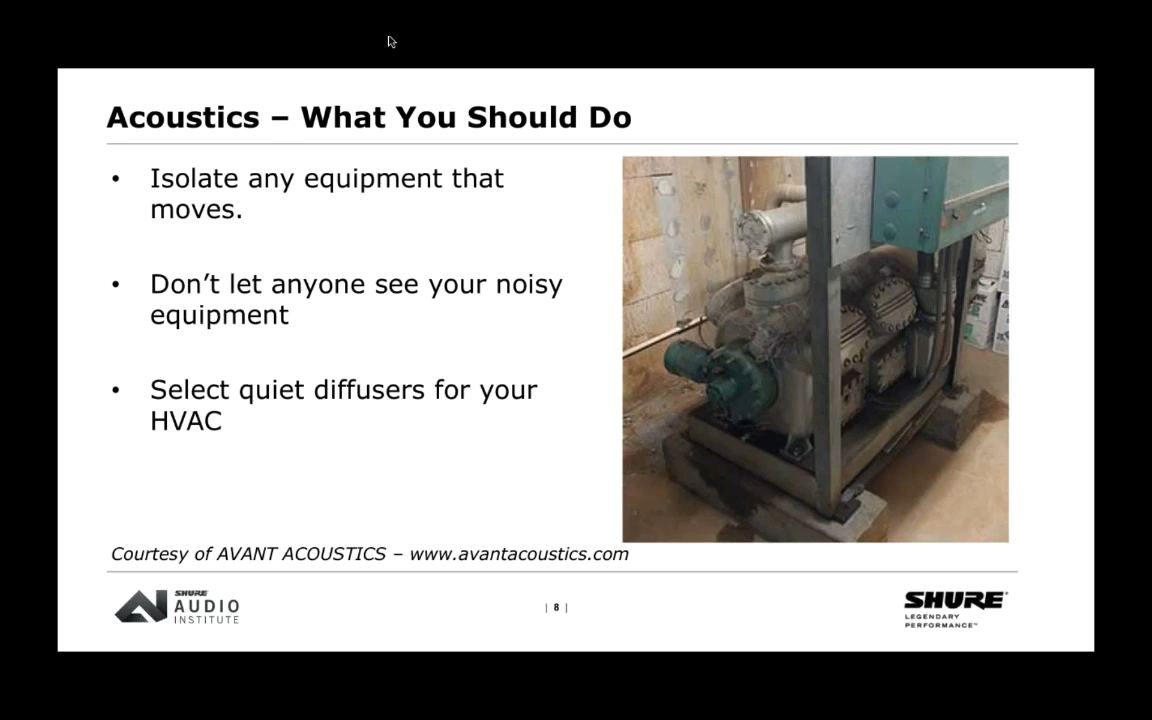 Acoustics – What You Should Do
• Isolate any equipment that
moves.
• Don’t let anyone see your noisy
equipment
• Select quiet diffusers for your
HVAC
Courtesy of AVANT ACOUSTICS – www.avantacoustics.com
SHURE
AUDIO
INSTITUTE
| 8 |
SHURE®
LEGENDARY
PERFORMANCE™